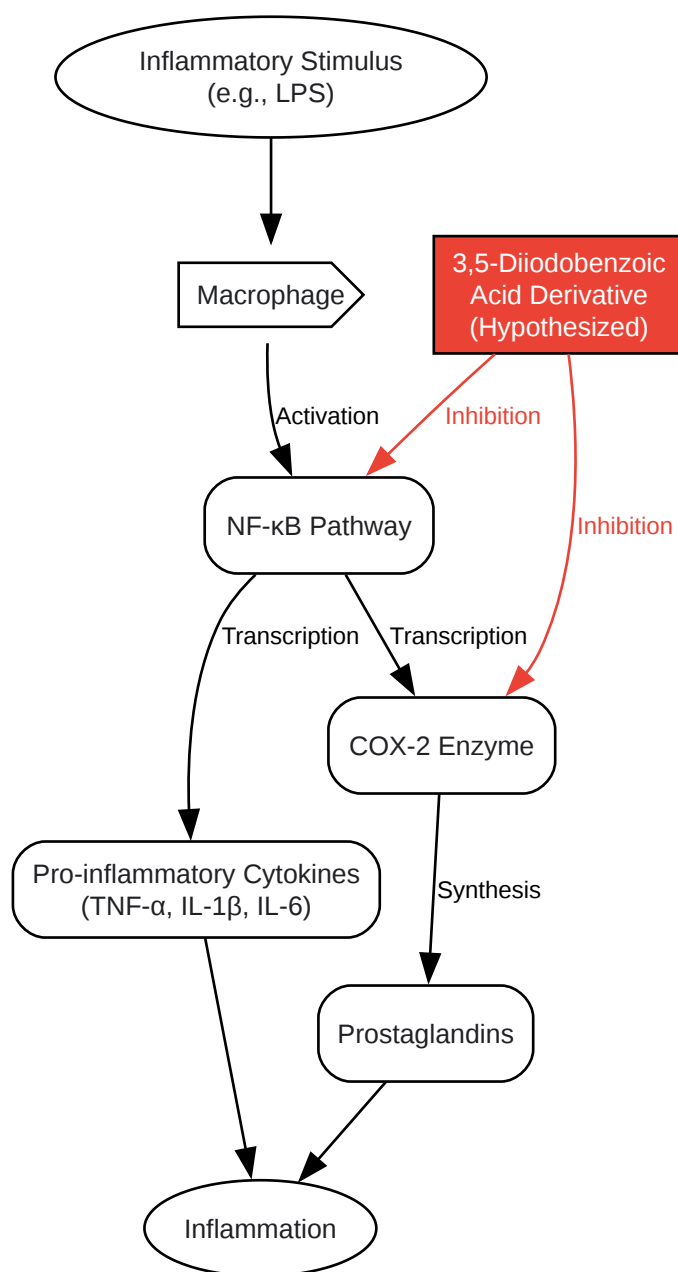 Inflammatory Stimulus
(e.g., LPS)
3,5-Diiodobenzoic
Acid Derivative
(Hypothesized)
Macrophage
Activation
Inhibition
NF-κB Pathway
Inhibition
Transcription
Transcription
COX-2 Enzyme
Pro-inflammatory Cytokines
(TNF-α, IL-1β, IL-6)
Synthesis
Prostaglandins
Inflammation